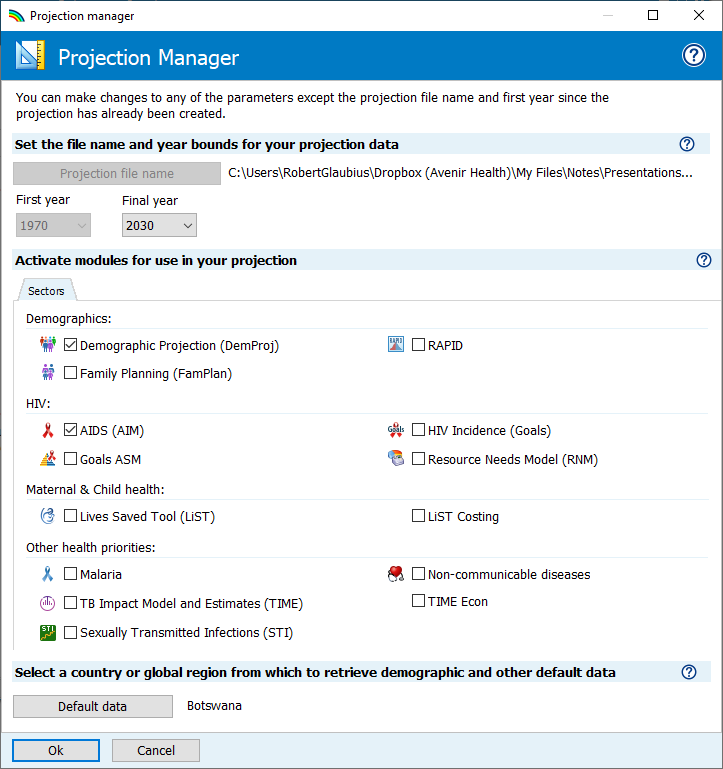 Projection manager
Projection Manager
You can make changes to any of the parameters except the projection file name and first year since the
projection has already been created.
Set the file name and year bounds for your projection data
Projection file name
C:\Users\RobertGlaubius\Dropbox (Avenir Health)\My Files\Notes\Presentations...
First year
Final year
1970
2030
Activate modules for use in your projection
Sectors
Demographics:
Demographic Projection (DemProj)
RAPID
RAPID
Family Planning (FamPlan)
HIV:
AIDS (AIM)
Goals
HIV Incidence (Goals)
Goals ASM
Resource Needs Model (RNM)
Maternal & Child health:
Lives Saved Tool (LiST)
LiST Costing
Other health priorities:
Malaria
Non-communicable diseases
TB Impact Model and Estimates (TIME)
TIME Econ
STI
Sexually Transmitted Infections (STI)
Select a country or global region from which to retrieve demographic and other default data
Default data
Botswana
Ok
Cancel